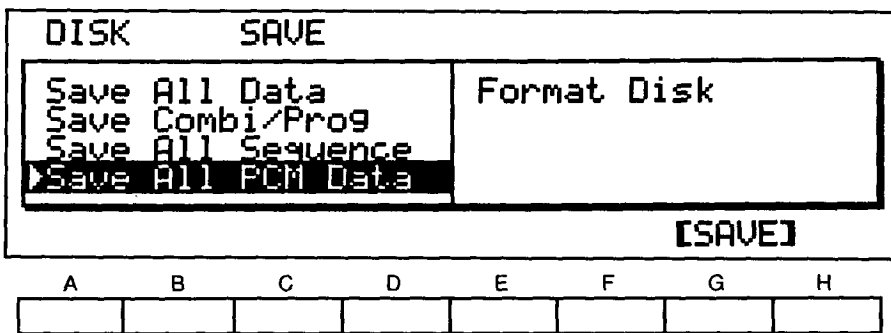 DISK SAVE
Save All Data
Save Combi/Prog
Save All Sequence
Save All PCM Data
Format Disk
[SAVE]
A B C D E F G H